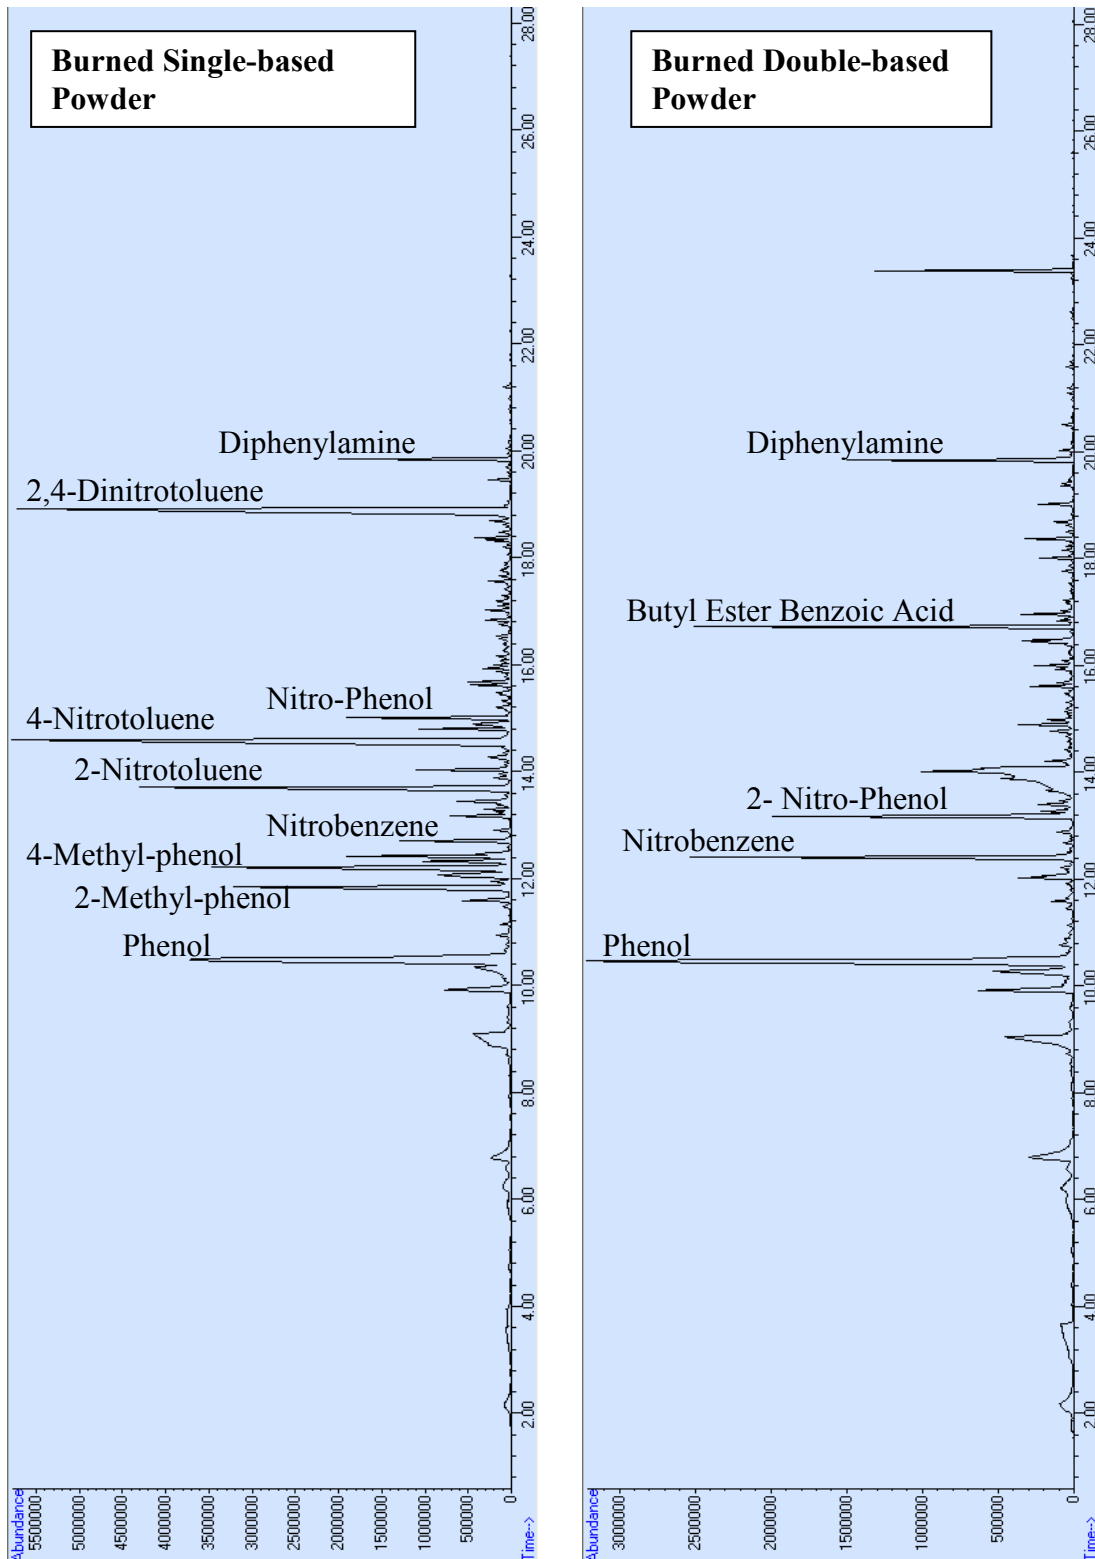 Burned Single-based
Powder
Diphenylamine
2,4-Dinitrotoluene
Nitro-Phenol
4-Nitrotoluene
2-Nitrotoluene
Nitrobenzene
4-Methyl-phenol
2-Methyl-phenol
Phenol
28.00
26.00
24.00
22.00
20.00
18.00
16.00
14.00
12.00
10.00
8.00
6.00
4.00
2.00
Abundance
5500000
5000000
4500000
4000000
3500000
3000000
2500000
2000000
1500000
1000000
500000
0
Time-->
Burned Double-based
Powder
Diphenylamine
Butyl Ester Benzoic Acid
2- Nitro-Phenol
Nitrobenzene
Phenol
28.00
26.00
24.00
22.00
20.00
18.00
16.00
14.00
12.00
10.00
8.00
6.00
4.00
2.00
Abundance
3000000
2500000
2000000
1500000
1000000
500000
0
Time-->